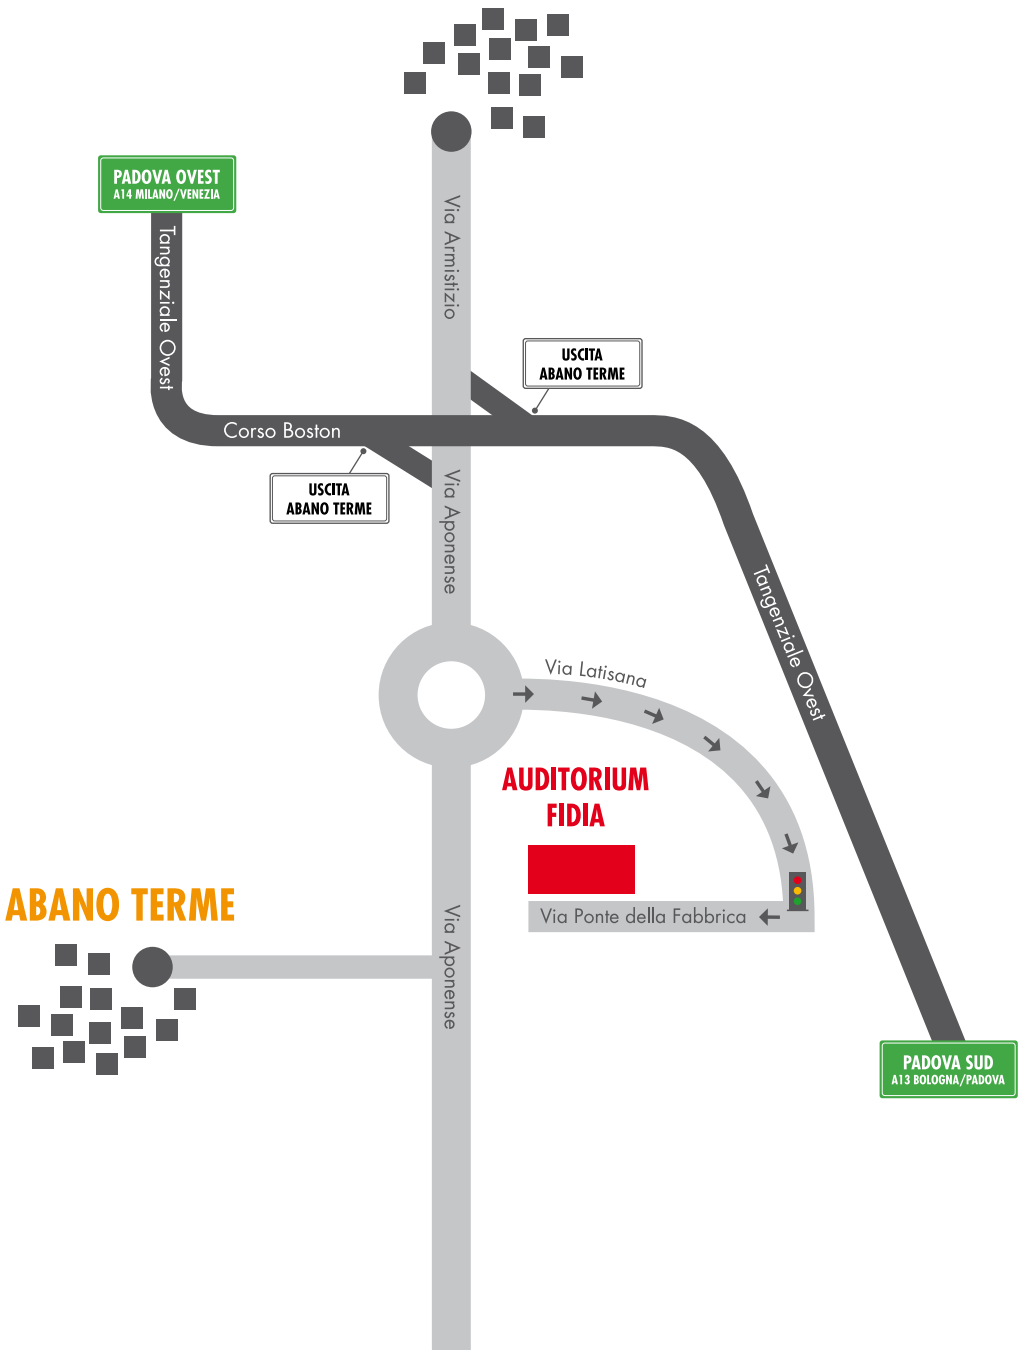 PADOVA OVEST
A14 MILANO/VENEZIA
Via Armistizio
Tangenziale Ovest
USCITA
ABANO TERME
Corso Boston
USCITA
ABANO TERME
Via Aponense
Tangenziale Ovest
Via Latisana
AUDITORIUM
FIDIA
ABANO TERME
Via Ponte della Fabbrica
Via Aponense
PADOVA SUD
A13 BOLOGNA/PADOVA